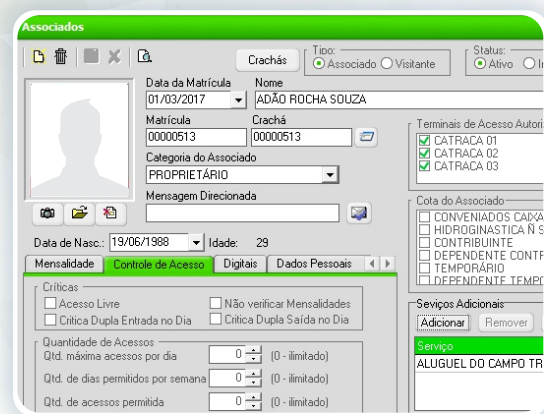 Associados
Crachás
Tipo:
Associado Visitante
Status:
Ativo
Data da Matrícula Nome
01/03/2017 ADÃO ROCHA SOUZA
Matrícula Crachá
00000513 00000513
Categoria do Associado
PROPRIETÁRIO
Mensagem Direcionada
Data de Nasc.: 19/06/1988 Idade: 29
Mensalidade Controle de Acesso Digitais Dados Pessoais
Críticas
Acesso Livre Não verificar Mensalidades
Critica Dupla Entrada no Dia Critica Dupla Saída no Dia
Quantidade de Acessos
Qtd. máxima acessos por dia 0 (0 - ilimitado)
Qtd. de dias permitidos por semana 0 (0 - ilimitado)
Qtd. de acessos permitida 0 (0 - ilimitado)
Terminais de Acesso Autori
CATRACA 01
CATRACA 02
CATRACA 03
Cota do Associado
CONVENIADOS CAIXA
HIDROGINASTICA Ñ S
CONTRIBUINTE
DEPENDENTE CONTR
TEMPORÁRIO
DEPENDENTE TEMPO
Seviços Adicionais
Adicionar Remover
Serviço
ALUGUEL DO CAMPO TR